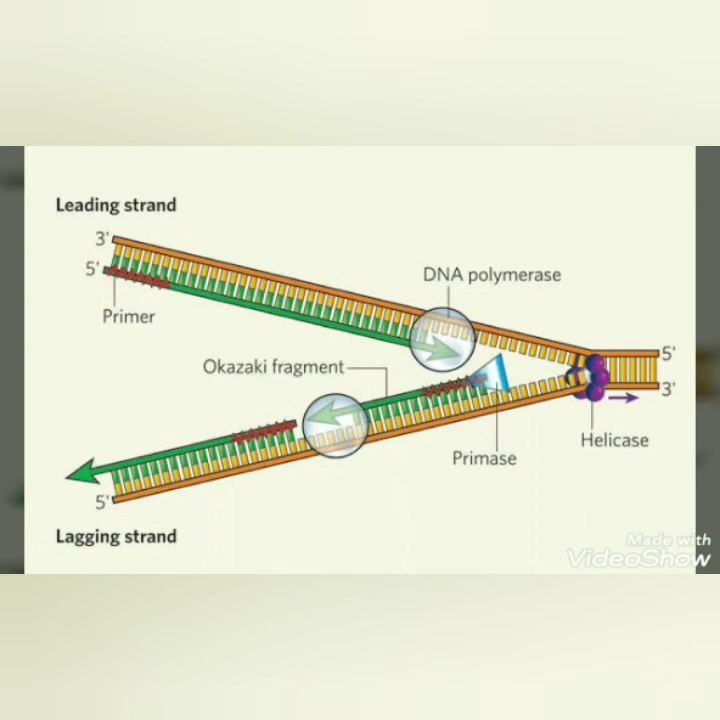 Leading strand
3'
5'
DNA polymerase
Primer
5'
Okazaki fragment
3'
Helicase
Primase
5'
Lagging strand
Made with
VideoShow